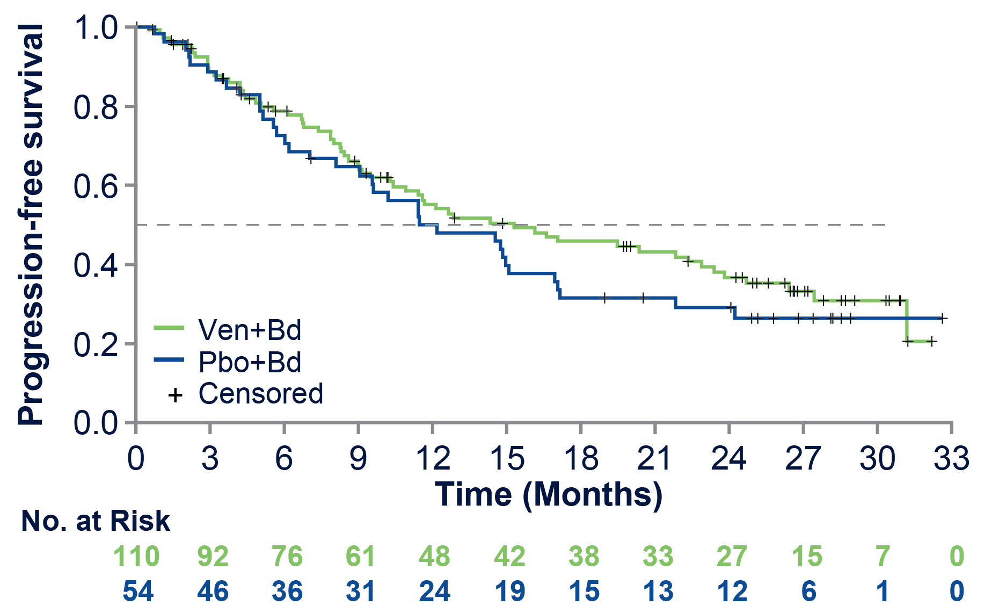 Progression-free survival
1.0
0.8
0.6
0.4
0.2
0.0
Ven+Bd
Pbo+Bd
Censored
0 3 6 9 12 15 18 21 24 27 30 33
Time (Months)
No. at Risk
110 92 76 61 48 42 38 33 27 15 7 0
54 46 36 31 24 19 15 13 12 6 1 0